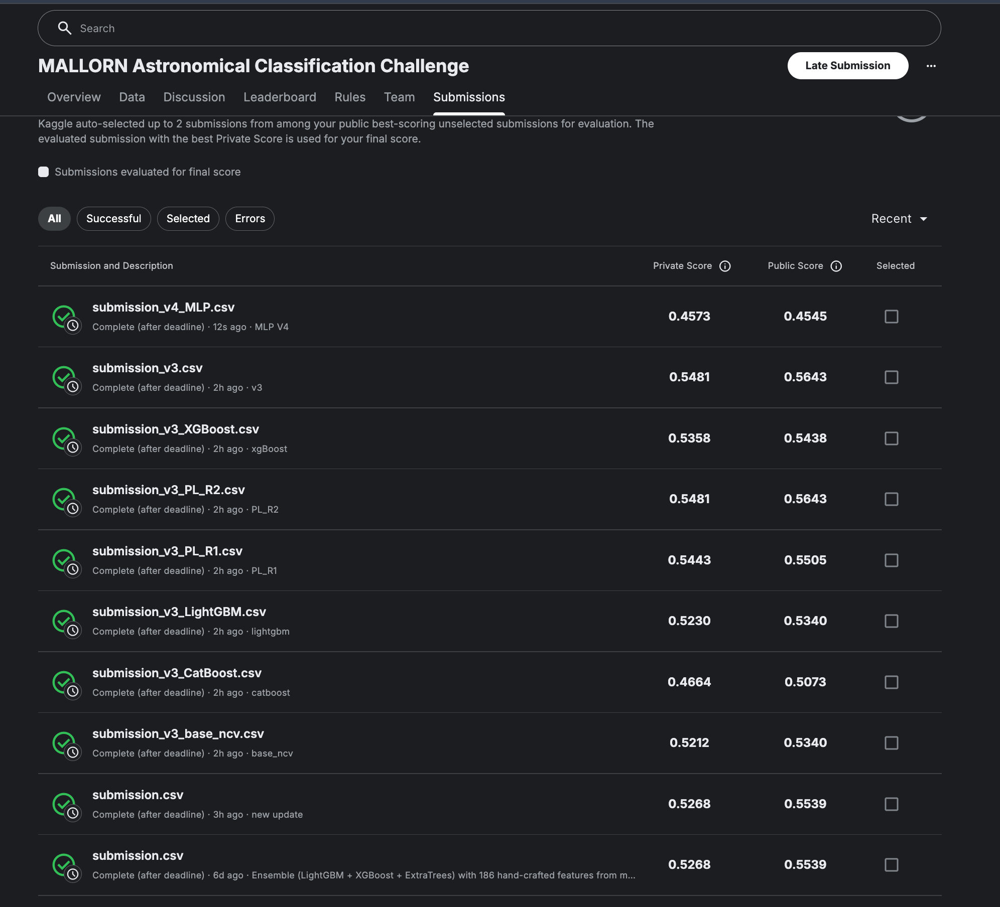 Search
MALLORN Astronomical Classification Challenge
Late Submission
Overview Data Discussion Leaderboard Rules Team Submissions
Kaggle auto-selected up to 2 submissions from among your public best-scoring unselected submissions for evaluation. The
evaluated submission with the best Private Score is used for your final score.
Submissions evaluated for final score
All Successful Selected Errors Recent
Submission and Description Private Score Public Score Selected
submission_v4_MLP.csv
Complete (after deadline) · 12s ago · MLP V4
0.4573 0.4545
submission_v3.csv
Complete (after deadline) · 2h ago · v3
0.5481 0.5643
submission_v3_XGBoost.csv
Complete (after deadline) · 2h ago · xgBoost
0.5358 0.5438
submission_v3_PL_R2.csv
Complete (after deadline) · 2h ago · PL_R2
0.5481 0.5643
submission_v3_PL_R1.csv
Complete (after deadline) · 2h ago · PL_R1
0.5443 0.5505
submission_v3_LightGBM.csv
Complete (after deadline) · 2h ago · lightgbm
0.5230 0.5340
submission_v3_CatBoost.csv
Complete (after deadline) · 2h ago · catboost
0.4664 0.5073
submission_v3_base_ncv.csv
Complete (after deadline) · 2h ago · base_ncv
0.5212 0.5340
submission.csv
Complete (after deadline) · 3h ago · new update
0.5268 0.5539
submission.csv
Complete (after deadline) · 6d ago · Ensemble (LightGBM + XGBoost + ExtraTrees) with 186 hand-crafted features from m...
0.5268 0.5539